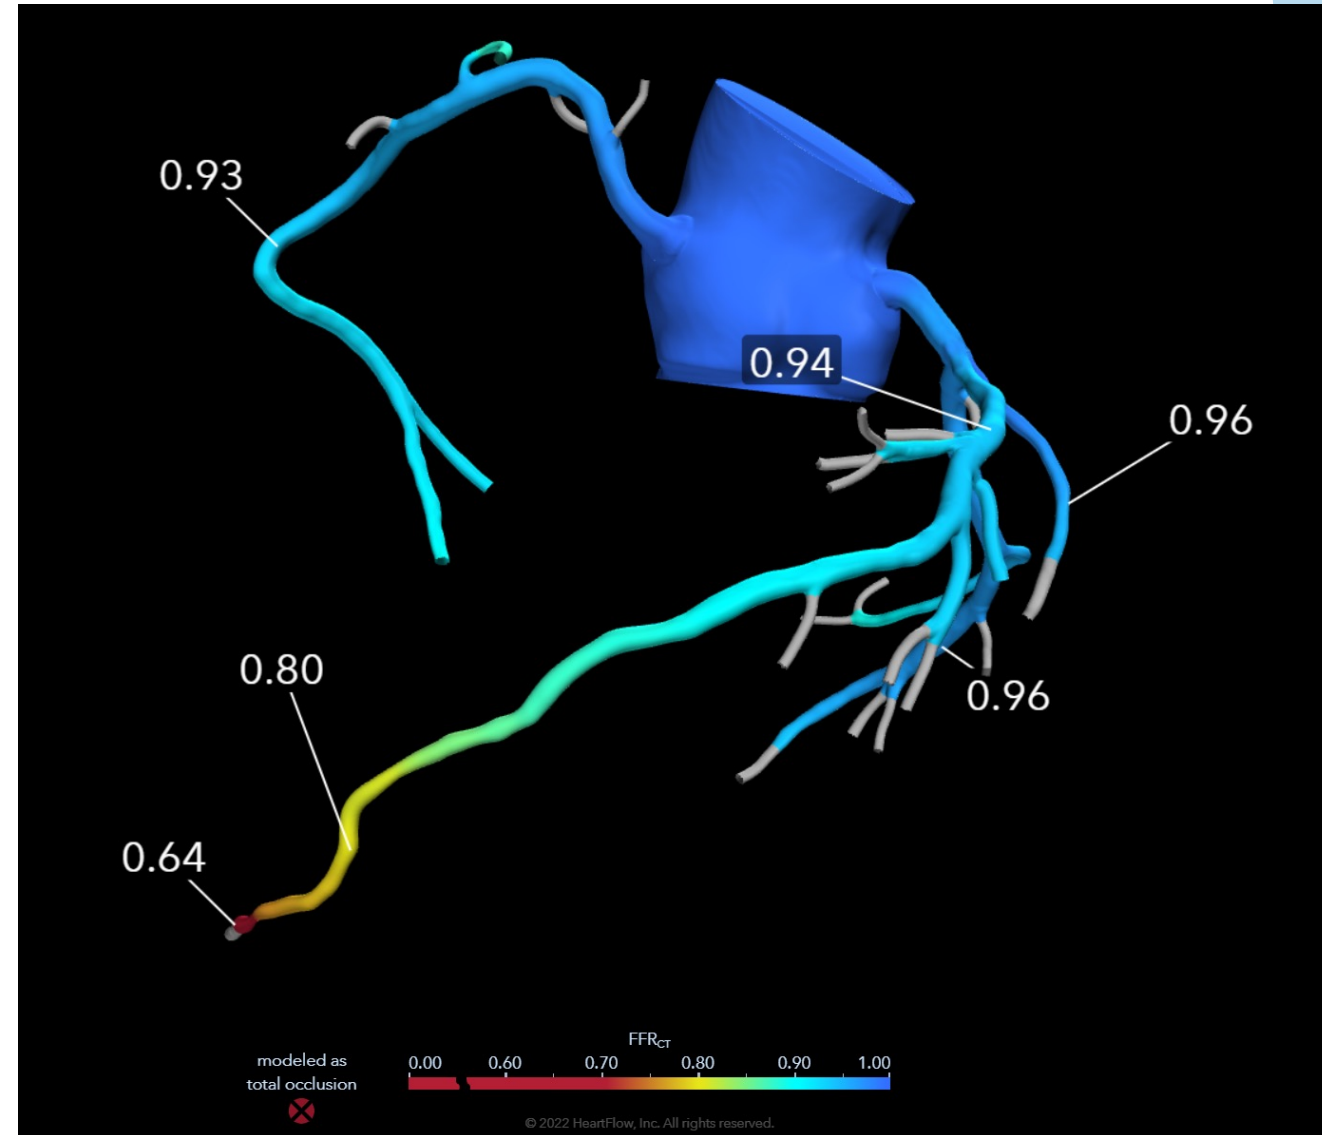 0.93
0.94
0.96
0.80
0.96
0.64
FFRCT
modeled as
total occlusion
0.00 0.60 0.70 0.80 0.90 1.00
© 2022 HeartFlow, Inc. All rights reserved.